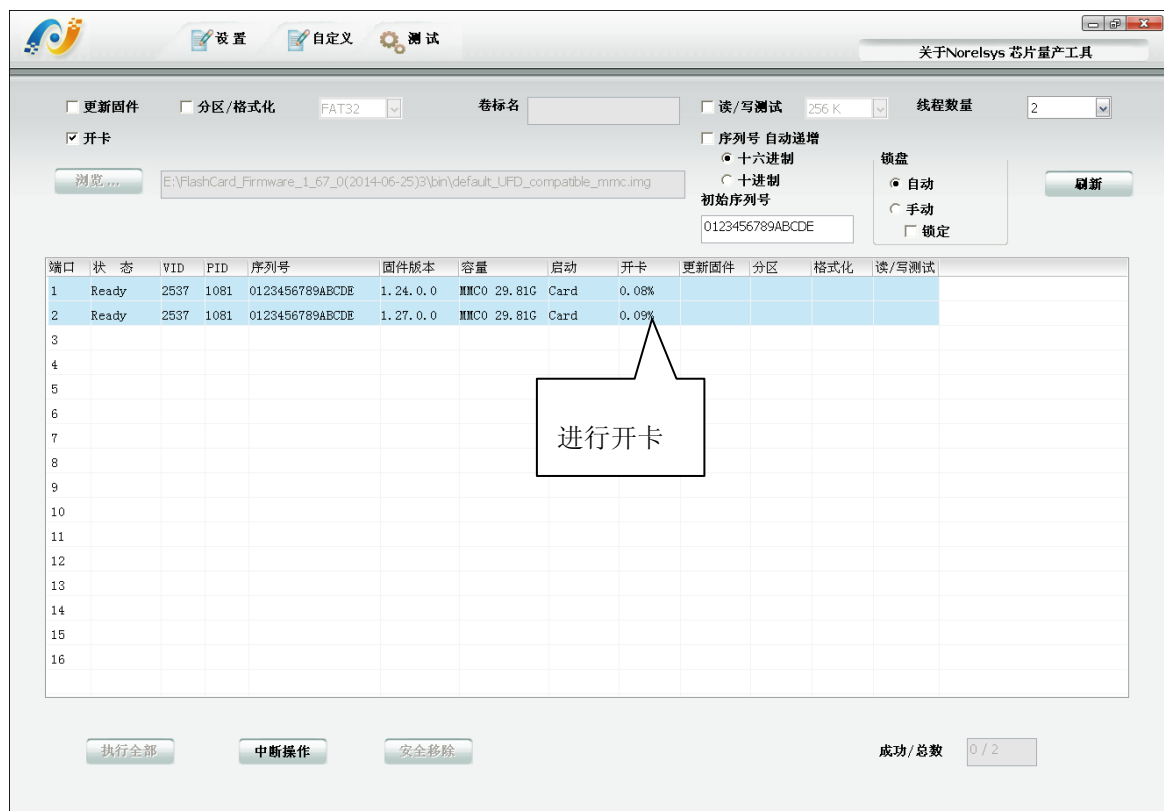 设 置 自定义 测 试
关于Norelsys 芯片量产工具
更新固件 分区/格式化 FAT32 卷标名 读/写测试 256 K 线程数量 2
开卡 序列号 自动递增
十六进制 锁盘
浏览 ... E:\FlashCard_Firmware_1_67_0(2014-06-25)3\bin\default_UFD_compatible_mmc.img 十进制 自动 刷新
初始序列号 手动
0123456789ABCDE 锁定
端口 状 态 VID PID 序列号 固件版本 容量 启动 开卡 更新固件 分区 格式化 读/写测试
1 Ready 2537 1081 0123456789ABCDE 1.24.0.0 MMC0 29.81G Card 0.08%
2 Ready 2537 1081 0123456789ABCDE 1.27.0.0 MMC0 29.81G Card 0.09%
3
4
5
6
7
进行开卡
8
9
10
11
12
13
14
15
16
执行全部 中断操作 安全移除 成功/总数 0 / 2